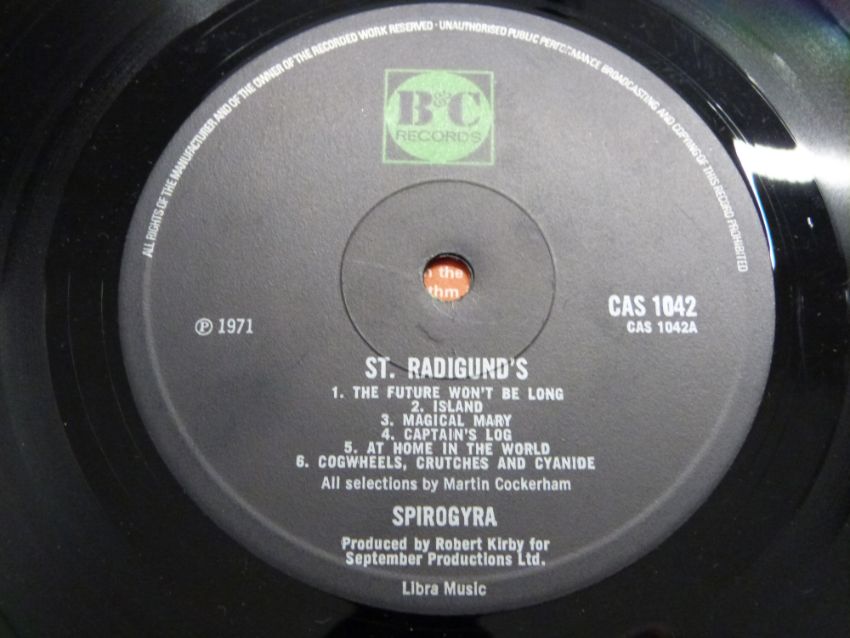 ALL RIGHTS OF THE MANUFACTURER AND OF THE OWNER OF THE RECORDED WORK RESERVED · UNAUTHORISED PUBLIC PERFORMANCE BROADCASTING AND COPYING OF THIS RECORD PROHIBITED
B&C
RECORDS
the
thm
CAS 1042
CAS 1042A
℗ 1971
ST. RADIGUND'S
1. THE FUTURE WON'T BE LONG
2. ISLAND
3. MAGICAL MARY
4. CAPTAIN'S LOG
5. AT HOME IN THE WORLD
6. COGWHEELS, CRUTCHES AND CYANIDE
All selections by Martin Cockerham
SPIROGYRA
Produced by Robert Kirby for
September Productions Ltd.
Libra Music